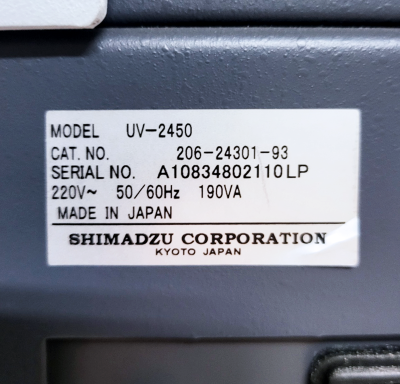 MODEL UV-2450
CAT. NO. 206-24301-93
SERIAL NO. A10834802110LP
220V~ 50/60Hz 190VA
MADE IN JAPAN
SHIMADZU CORPORATION
KYOTO JAPAN